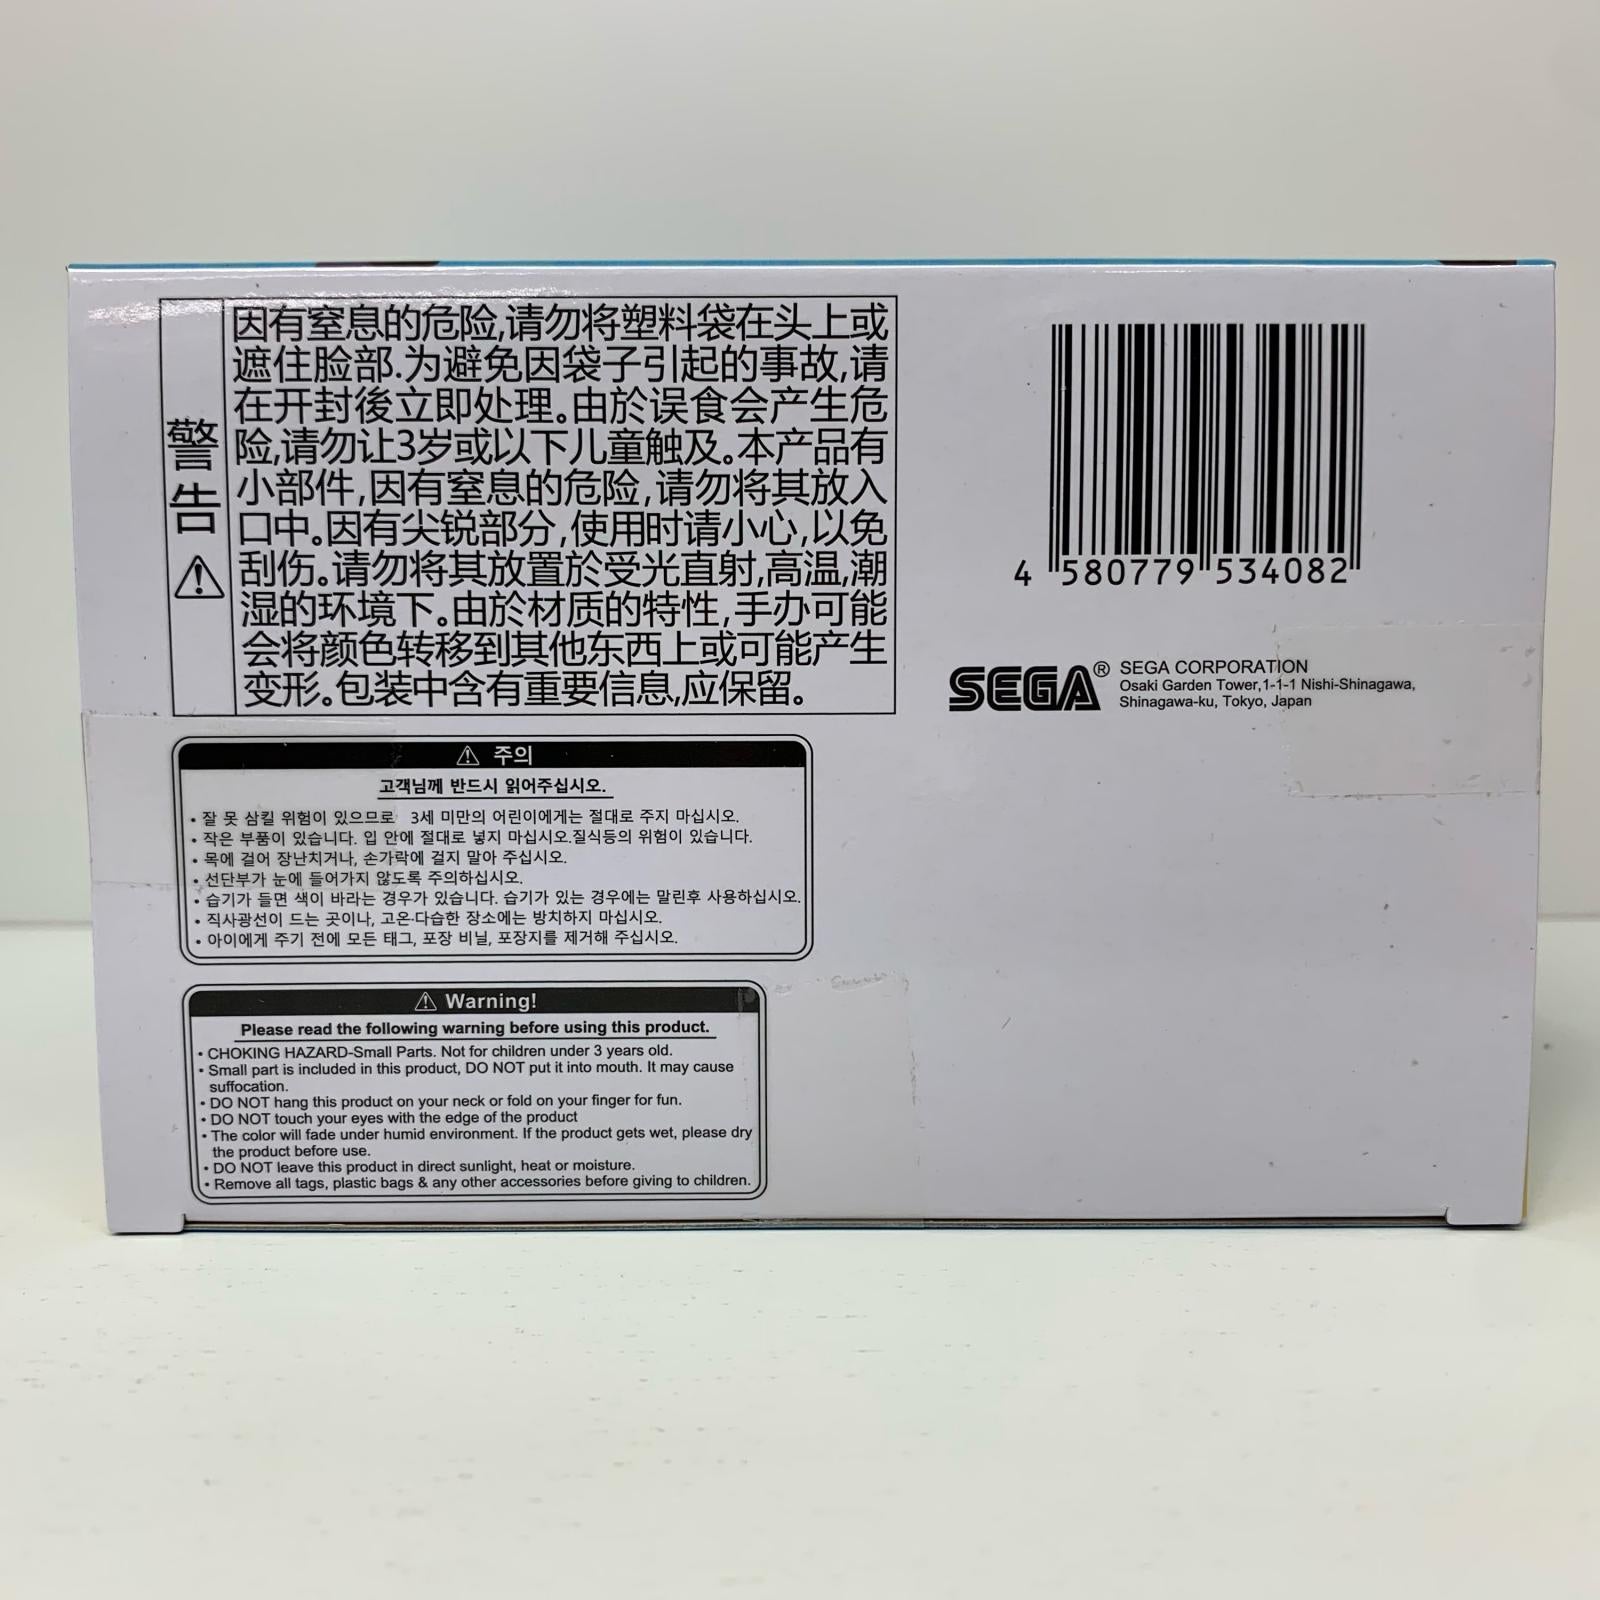 警告
因有窒息的危险,请勿将塑料袋在头上或
遮住脸部.为避免因袋子引起的事故,请
在开封後立即处理。由於误食会产生危
险,请勿让3岁或以下儿童触及。本产品有
小部件,因有窒息的危险,请勿将其放入
口中。因有尖锐部分,使用时请小心,以免
刮伤。请勿将其放置於受光直射,高温,潮
湿的环境下。由於材质的特性,手办可能
会将颜色转移到其他东西上或可能产生
变形。包装中含有重要信息,应保留。
4 580779 534082
SEGA® SEGA CORPORATION
Osaki Garden Tower,1-1-1 Nishi-Shinagawa,
Shinagawa-ku, Tokyo, Japan
⚠ 주의
고객님께 반드시 읽어주십시오.
• 잘 못 삼킬 위험이 있으므로 3세 미만의 어린이에게는 절대로 주지 마십시오.
• 작은 부품이 있습니다. 입 안에 절대로 넣지 마십시오.질식등의 위험이 있습니다.
• 목에 걸어 장난치거나, 손가락에 걸지 말아 주십시오.
• 선단부가 눈에 들어가지 않도록 주의하십시오.
• 습기가 들면 색이 바라는 경우가 있습니다. 습기가 있는 경우에는 말린후 사용하십시오.
• 직사광선이 드는 곳이나, 고온·다습한 장소에는 방치하지 마십시오.
• 아이에게 주기 전에 모든 태그, 포장 비닐, 포장지를 제거해 주십시오.
⚠ Warning!
Please read the following warning before using this product.
• CHOKING HAZARD-Small Parts. Not for children under 3 years old.
• Small part is included in this product, DO NOT put it into mouth. It may cause
suffocation.
• DO NOT hang this product on your neck or fold on your finger for fun.
• DO NOT touch your eyes with the edge of the product
• The color will fade under humid environment. If the product gets wet, please dry
the product before use.
• DO NOT leave this product in direct sunlight, heat or moisture.
• Remove all tags, plastic bags & any other accessories before giving to children.